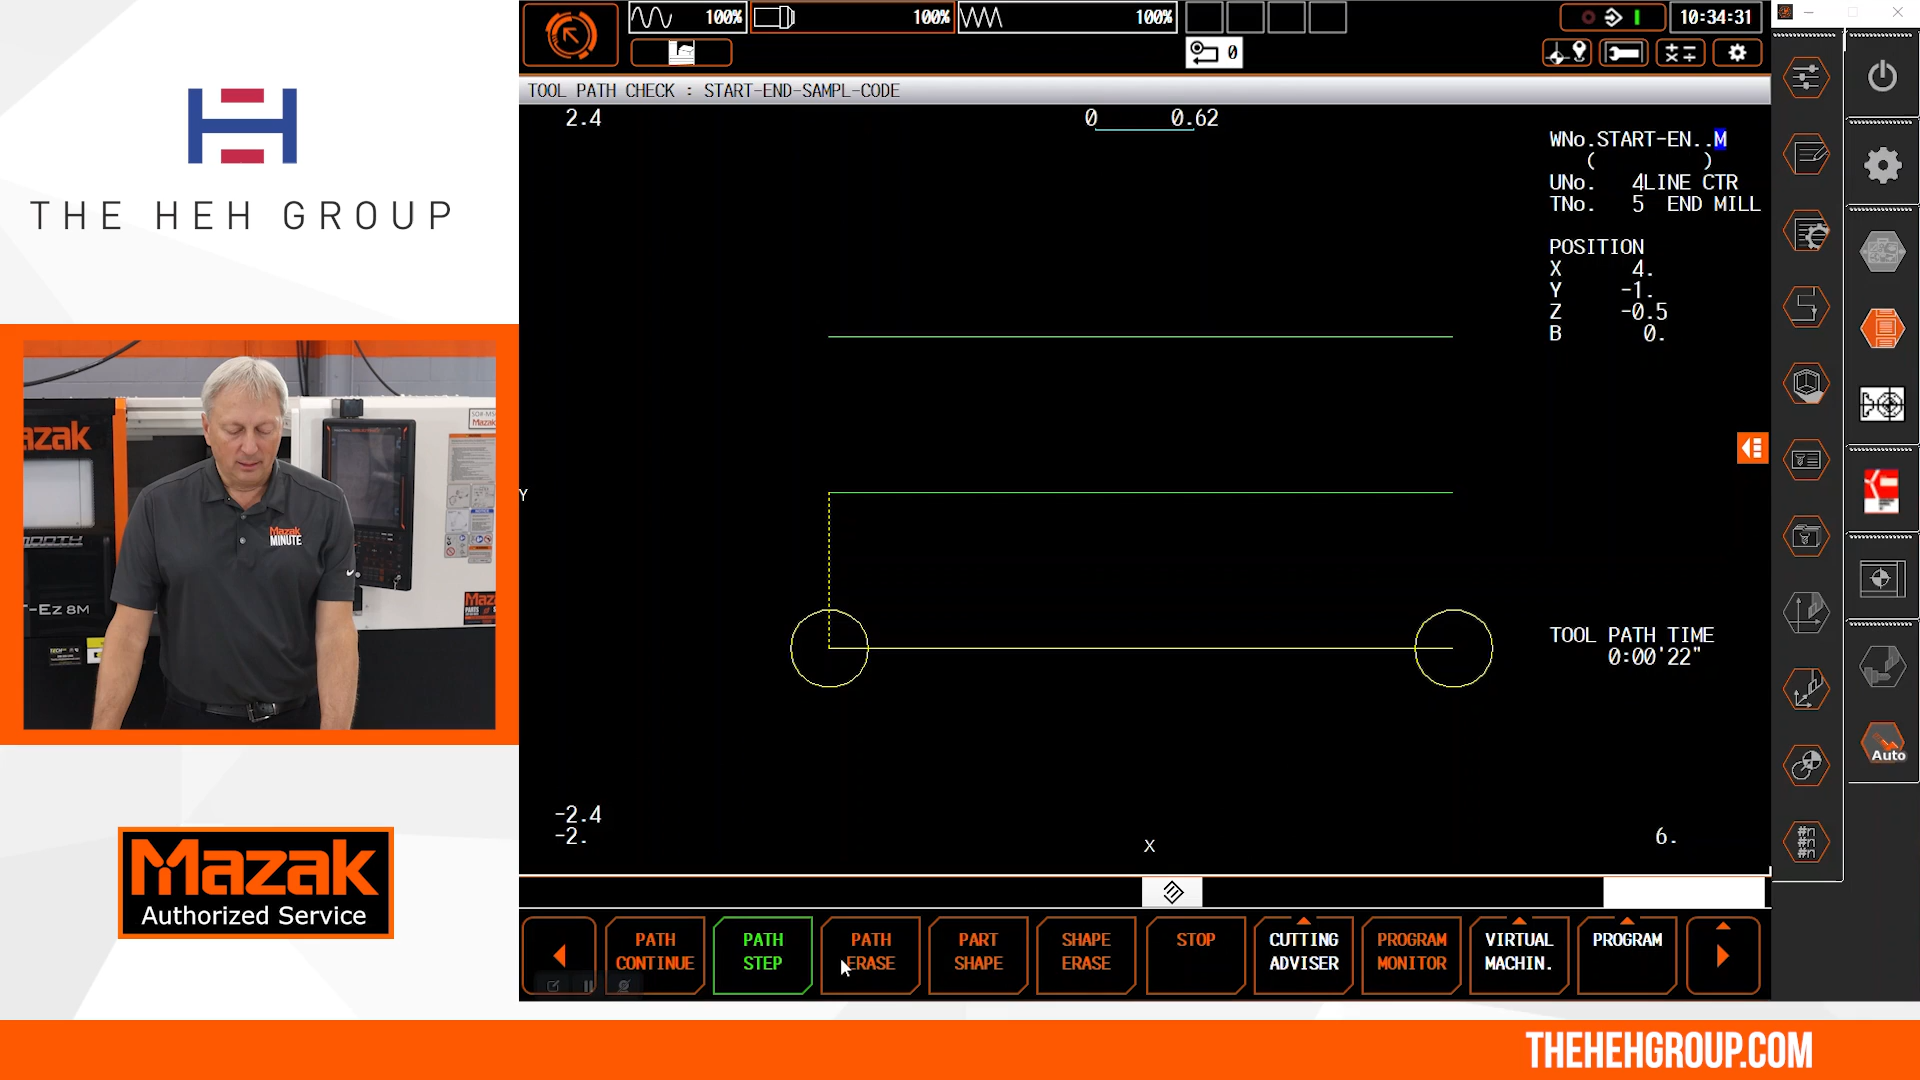 THE HEH GROUP
Mazak
MINUTE
Mazak
Authorized Service
100%
100%
100%
0
10:34:31
TOOL PATH CHECK : START-END-SAMPL-CODE
2.4
0
0.62
WNo.START-EN..M
( )
UNo. 4LINE CTR
TNo. 5 END MILL
POSITION
X 4.
Y -1.
Z -0.5
B 0.
Y
TOOL PATH TIME
0:00'22"
-2.4
-2.
X
6.
PATH CONTINUE
PATH STEP
PATH ERASE
PART SHAPE
SHAPE ERASE
STOP
CUTTING ADVISER
PROGRAM MONITOR
VIRTUAL MACHIN.
PROGRAM
Auto
#n
#n #n
#n #n
THEHEHGROUP.COM